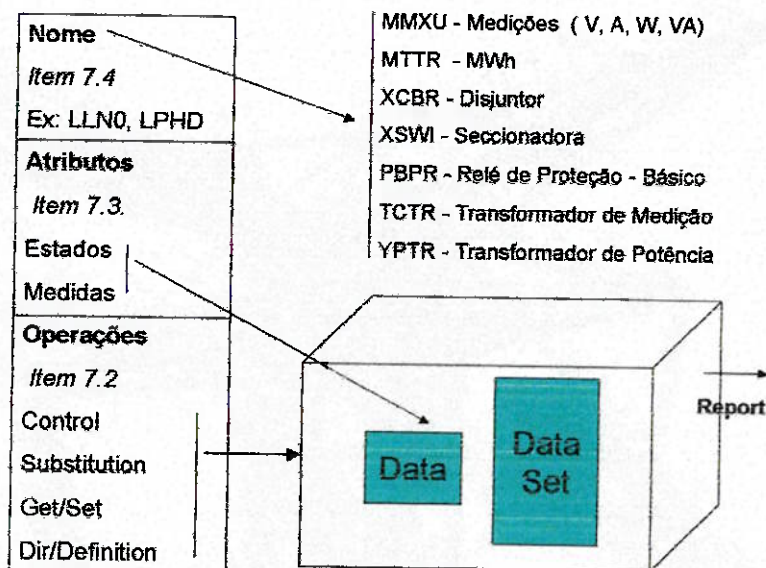 Nome
Item 7.4
Ex: LLN0, LPHD
Atributos
Item 7.3.
Estados
Medidas
Operações
Item 7.2
Control
Substitution
Get/Set
Dir/Definition
MMXU - Medições ( V, A, W, VA)
MTTR - MWh
XCBR - Disjuntor
XSWI - Seccionadora
PBPR - Relé de Proteção - Básico
TCTR - Transformador de Medição
YPTR - Transformador de Potência
Data
Data
Set
Report